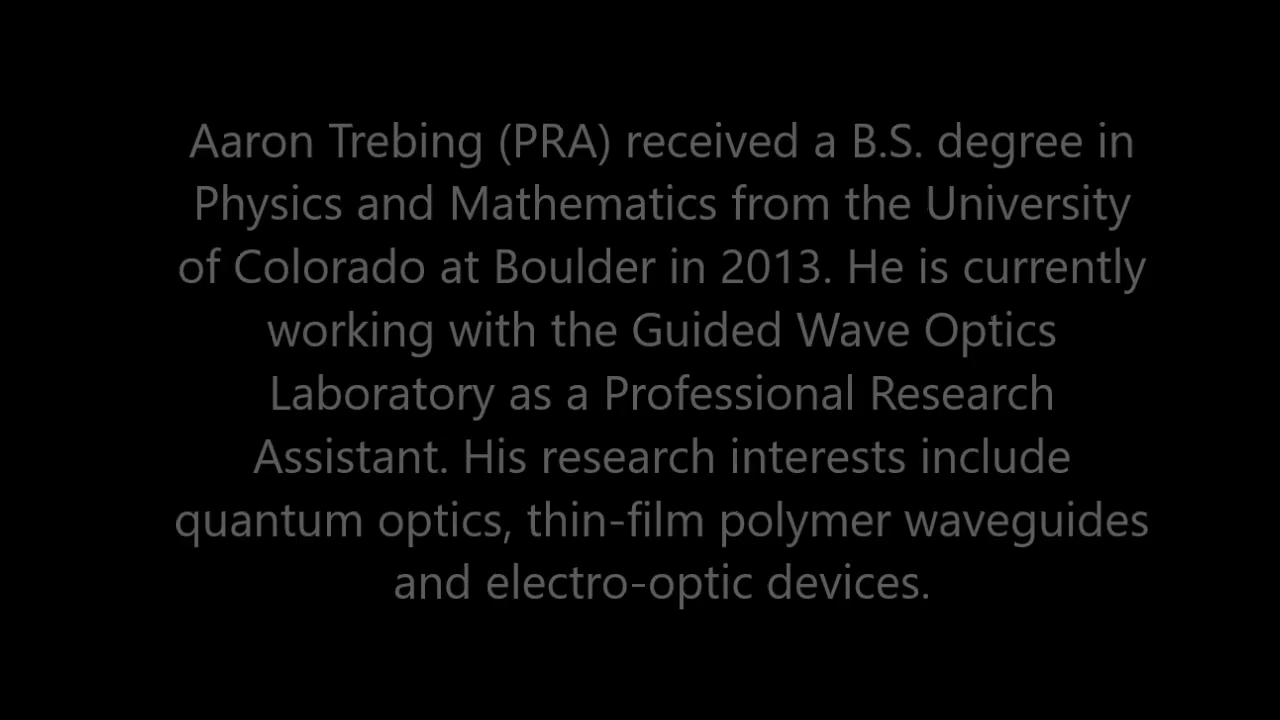 Aaron Trebing (PRA) received a B.S. degree in
Physics and Mathematics from the University
of Colorado at Boulder in 2013. He is currently
working with the Guided Wave Optics
Laboratory as a Professional Research
Assistant. His research interests include
quantum optics, thin-film polymer waveguides
and electro-optic devices.